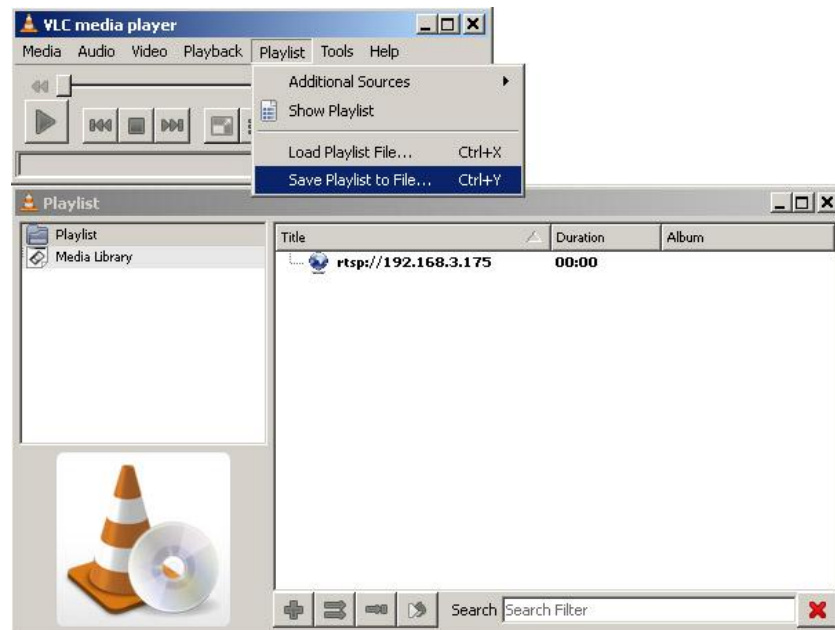 VLC media player
Media Audio Video Playback Playlist Tools Help
Additional Sources
Show Playlist
Load Playlist File... Ctrl+X
Save Playlist to File... Ctrl+Y
Playlist
Playlist
Media Library
Title Duration Album
rtsp://192.168.3.175 00:00
Search Search Filter